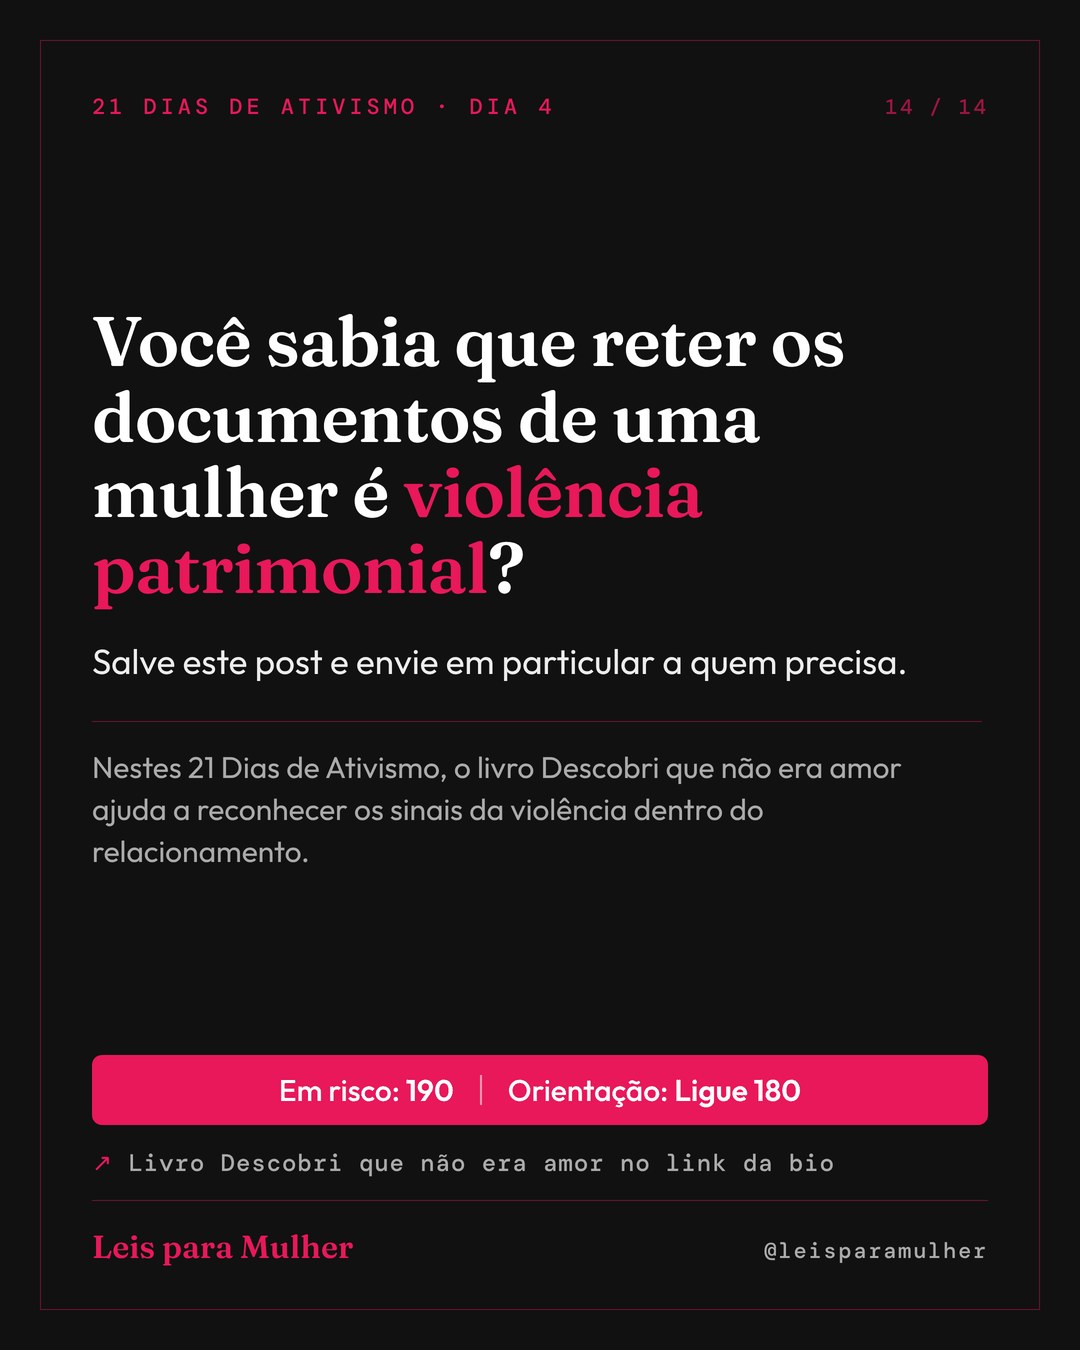 21 DIAS DE ATIVISMO · DIA 4
14 / 14
Você sabia que reter os
documentos de uma
mulher é violência
patrimonial?
Salve este post e envie em particular a quem precisa.
Nestes 21 Dias de Ativismo, o livro Descobri que não era amor
ajuda a reconhecer os sinais da violência dentro do
relacionamento.
Em risco: 190 | Orientação: Ligue 180
↗ Livro Descobri que não era amor no link da bio
Leis para Mulher
@leisparamulher